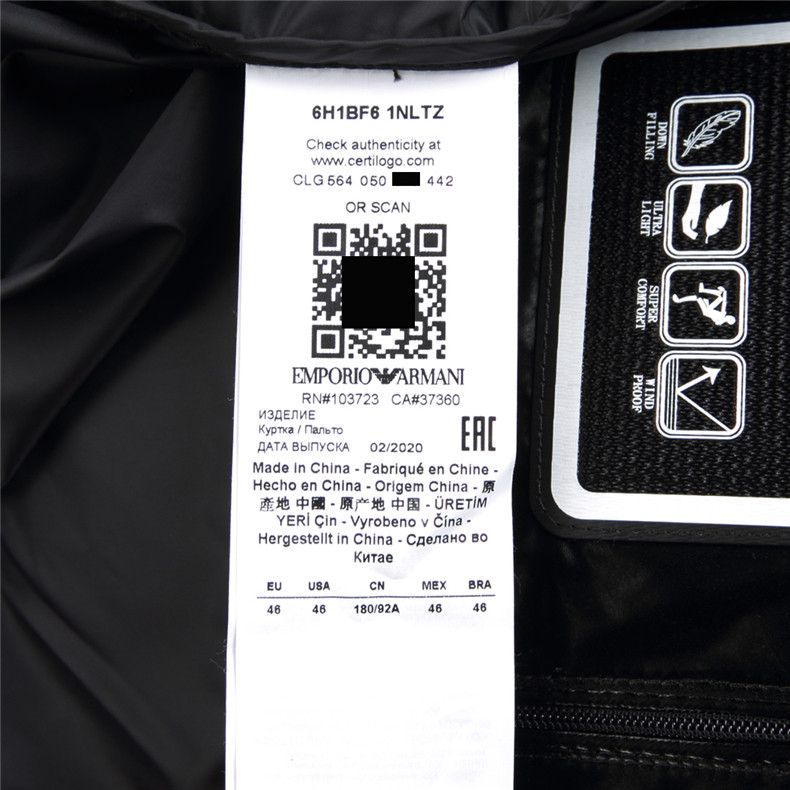 6H1BF6 1NLTZ
Check authenticity at
www.certilogo.com
CLG 564 050 442
OR SCAN
EMPORIO ARMANI
RN#103723 CA#37360
ИЗДЕЛИЕ
Куртка / Пальто
ДАТА ВЫПУСКА 02/2020
EAC
Made in China - Fabriqué en Chine -
Hecho en China - Origem China - 原
產地 中國 - 原产地 中国 - ÜRETİM
YERİ Çin - Vyrobeno v Čína -
Hergestellt in China - Сделано во
Китае
EU USA CN MEX BRA
46 46 180/92A 46 46
DOWN
FILLING
ULTRA
LIGHT
SUPER
COMFORT
WIND
PROOF